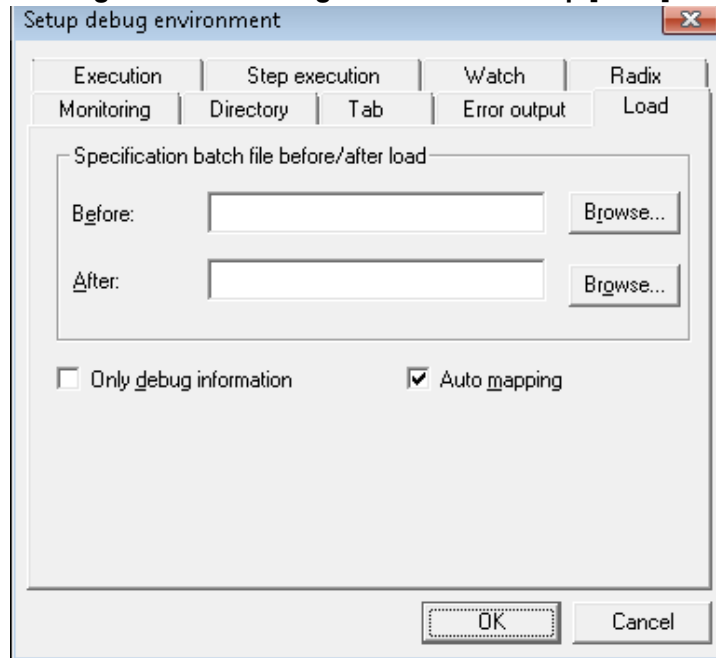 Setup debug environment
Execution Step execution Watch Radix
Monitoring Directory Tab Error output Load
Specification batch file before/after load
Before: Browse...
After: Browse...
Only debug information Auto mapping
OK Cancel